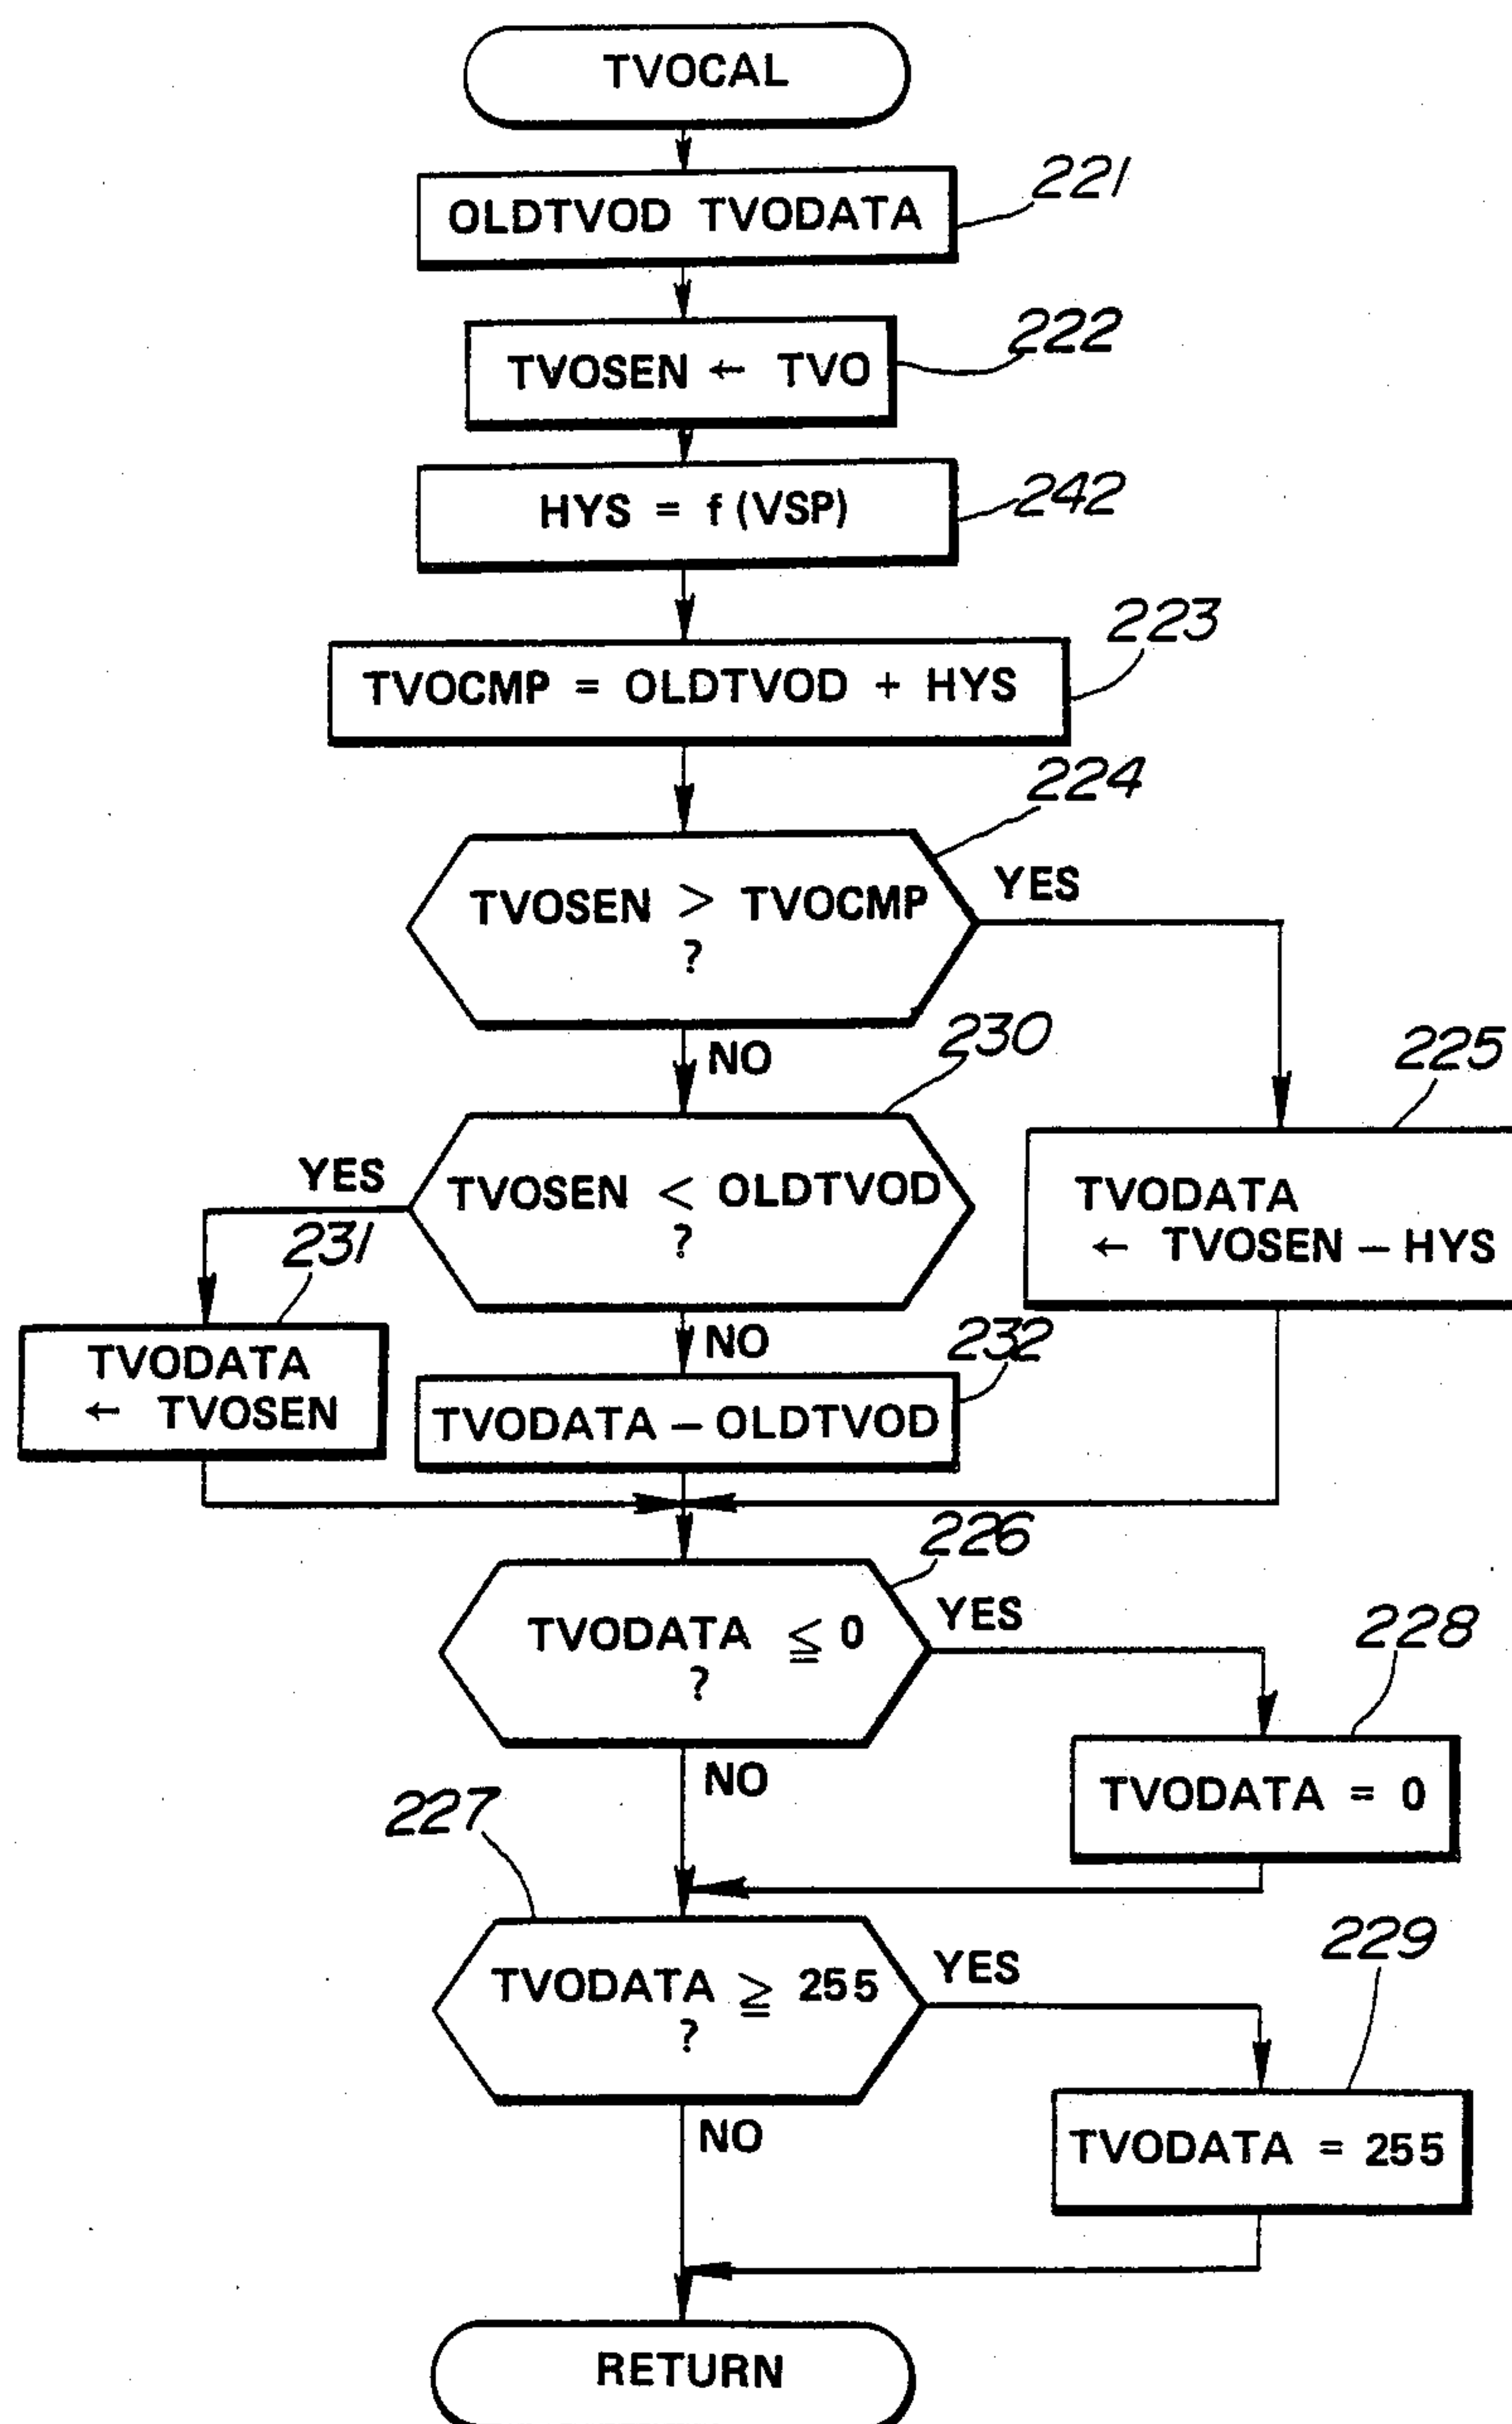 TVOCAL
OLDTVOD TVODATA
221
TVOSEN ← TVO
222
HYS = f (VSP)
242
TVOCMP = OLDTVOD + HYS
223
224
TVOSEN > TVOCMP
?
YES
NO
230
225
TVOSEN < OLDTVOD
?
YES
231
TVODATA
← TVOSEN - HYS
NO
232
TVODATA
← TVOSEN
TVODATA - OLDTVOD
226
TVODATA ≦ 0
?
YES
228
NO
TVODATA = 0
227
TVODATA ≧ 255
?
YES
229
NO
TVODATA = 255
RETURN